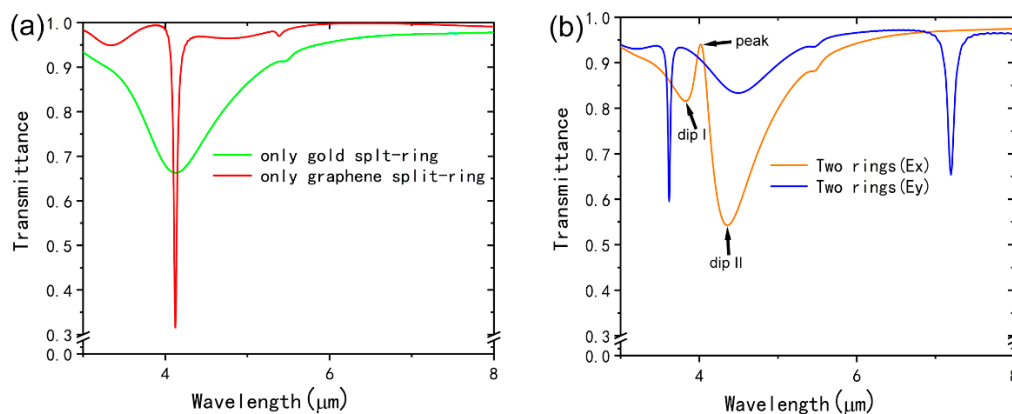 (a)
1.0
0.9
0.8
0.7
0.6
0.5
0.4
0.3
0.0
Transmittance
only gold splt-ring
only graphene split-ring
4
6
8
Wavelength(μm)
(b)
1.0
0.9
0.8
0.7
0.6
0.5
0.4
0.3
0.0
Transmittance
peak
dip I
dip II
Two rings(Ex)
Two rings(Ey)
4
6
8
Wavelength(μm)